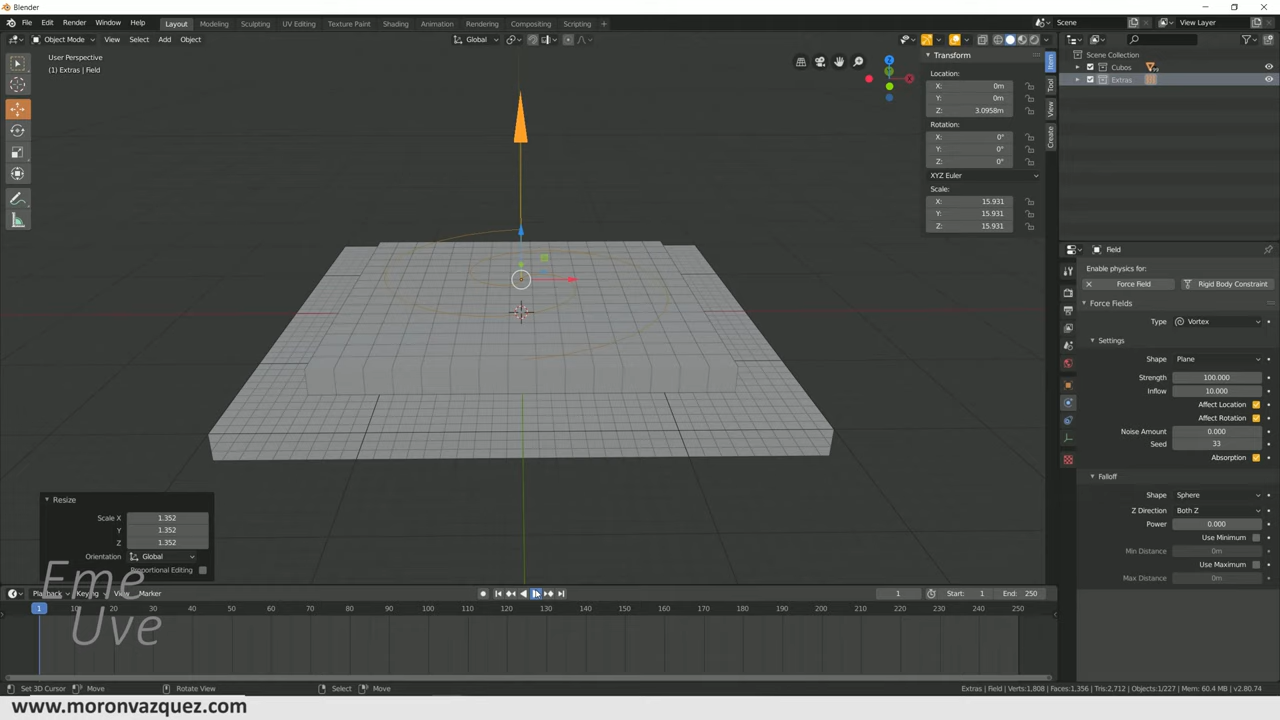 Blender
File Edit Render Window Help Layout Modeling Sculpting UV Editing Texture Paint Shading Animation Rendering Compositing Scripting + Scene View Layer
Object Mode View Select Add Object Global
User Perspective
(1) Extras | Field
Transform
Location:
X: 0m
Y: 0m
Z: 3.0958m
Rotation:
X: 0°
Y: 0°
Z: 0°
XYZ Euler
Scale:
X: 15.931
Y: 15.931
Z: 15.931
Item
Tool
View
Create
Scene Collection
Cubos
Extras
Field
Enable physics for:
Force Field Rigid Body Constraint
Force Fields
Type Vortex
Settings
Shape Plane
Strength 100.000
Inflow 10.000
Affect Location
Affect Rotation
Noise Amount 0.000
Seed 33
Absorption
Falloff
Shape Sphere
Z Direction Both Z
Power 0.000
Use Minimum
Min Distance 0m
Use Maximum
Max Distance 0m
Resize
Scale X 1.352
Y 1.352
Z 1.352
Orientation Global
Proportional Editing
Eme
Uve
Playback Keying View Marker 1 Start: 1 End: 250
1 10 20 30 40 50 60 70 80 90 100 110 120 130 140 150 160 170 180 190 200 210 220 230 240 250
Set 3D Cursor Move Rotate View Select Move Extras | Field | Verts:1,808 | Faces:1,356 | Tris:2,712 | Objects:1/227 | Mem: 60.4 MB | v2.80.74
www.moronvazquez.com